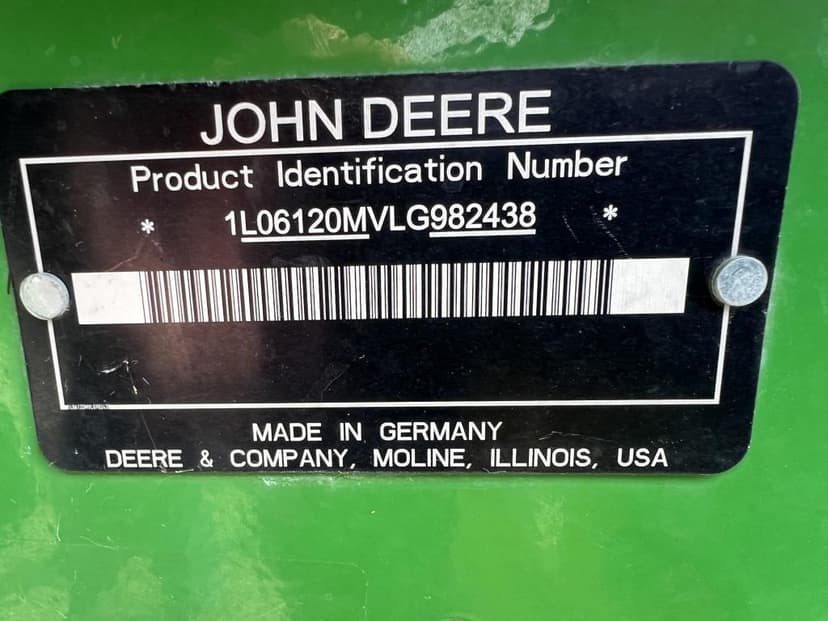 JOHN DEERE
Product Identification Number
* 1L06120MVLG982438 *
MADE IN GERMANY
DEERE & COMPANY, MOLINE, ILLINOIS, USA